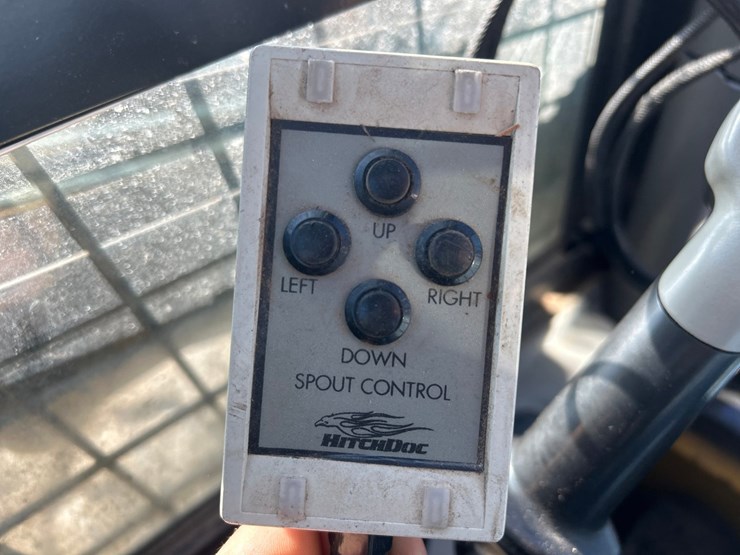 UP
LEFT RIGHT
DOWN
SPOUT CONTROL
HITCHDOC